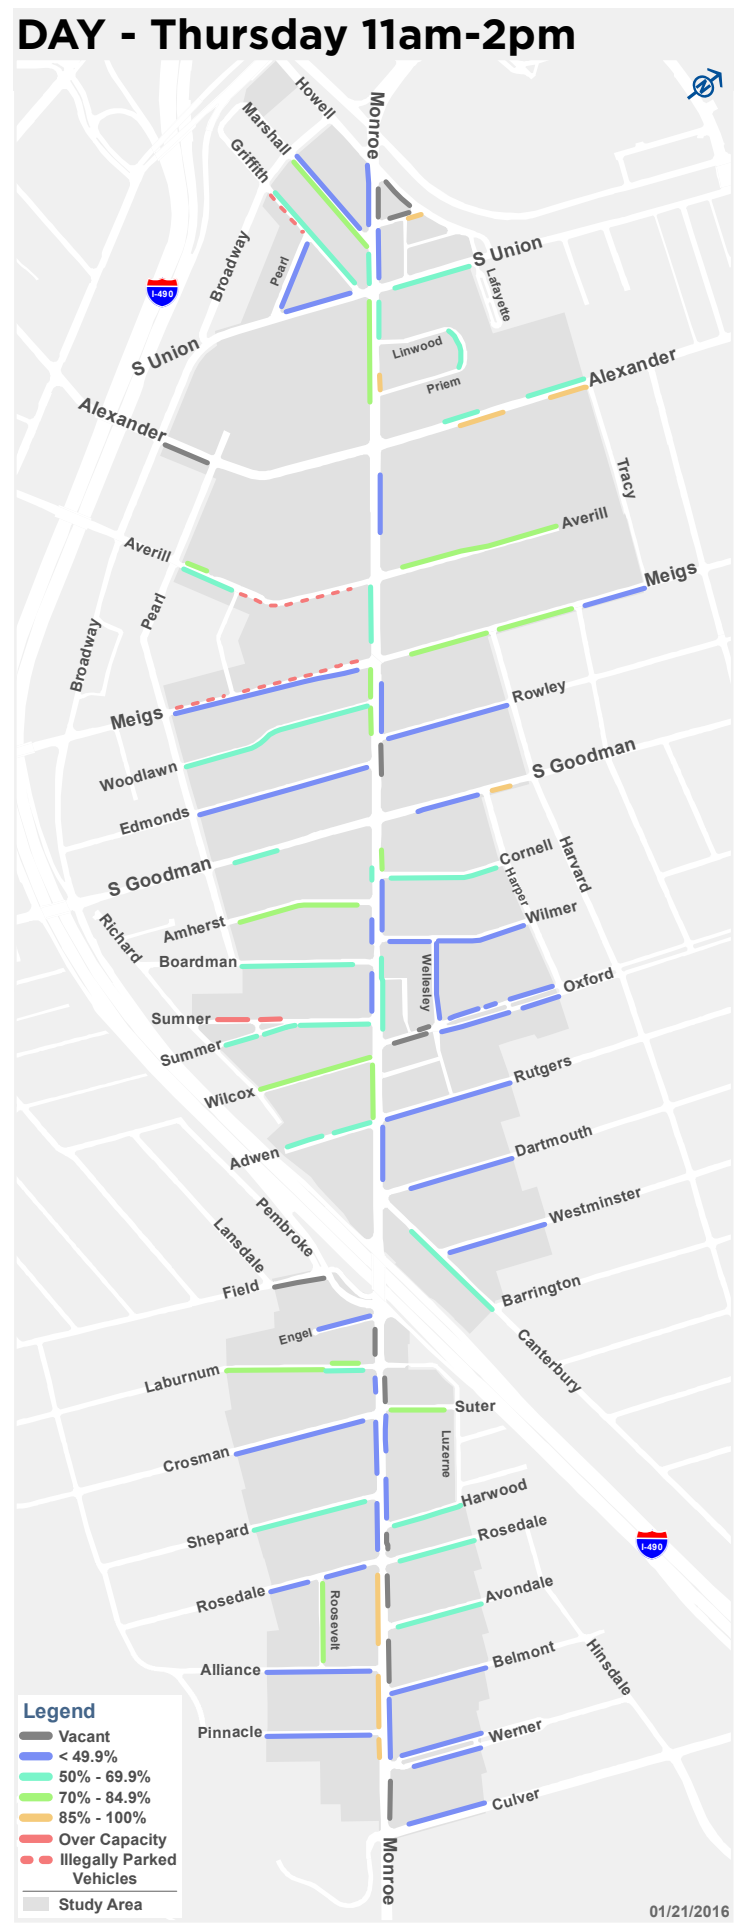 DAY - Thursday 11am-2pm
N
Howell
Monroe
Marshall
Griffith
Broadway
Pearl
S Union
Lafayette
I-490
S Union
Linwood
Priem
Alexander
Alexander
Tracy
Averill
Averill
Meigs
Pearl
Broadway
Meigs
Rowley
Woodlawn
S Goodman
Edmonds
S Goodman
Cornell
Harper
Harvard
Richard
Amherst
Wilmer
Boardman
Wellesley
Oxford
Sumner
Summer
Rutgers
Wilcox
Dartmouth
Adwen
Westminster
Pembroke
Lansdale
Field
Barrington
Engel
Canterbury
Laburnum
Suter
Luzerne
Crosman
Harwood
Shepard
Rosedale
I-490
Rosedale
Roosevelt
Avondale
Alliance
Belmont
Hinsdale
Pinnacle
Werner
Culver
Monroe
Legend
Vacant
< 49.9%
50% - 69.9%
70% - 84.9%
85% - 100%
Over Capacity
Illegally Parked
Vehicles
Study Area
01/21/2016